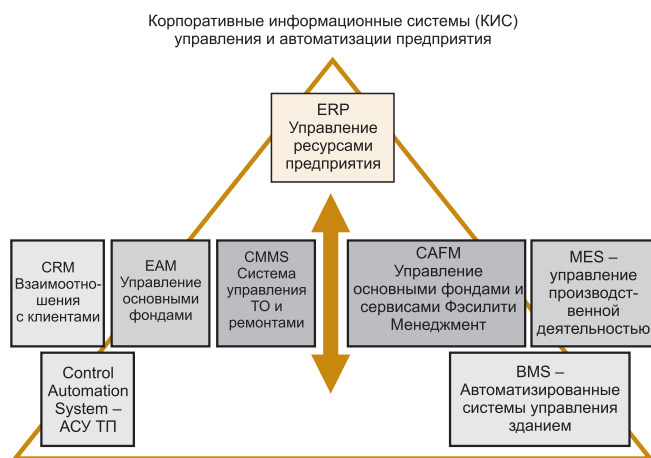 Корпоративные информационные системы (КИС)
управления и автоматизации предприятия
ERP
Управление
ресурсами
предприятия
CRM
Взаимоотно-
шения
с клиентами
EAM
Управление
основными
фондами
CMMS
Система
управления
ТО и
ремонтами
CAFM
Управление
основными фондами и
сервисами Фэсилити
Менеджмент
MES –
управление
производст-
венной
деятельностью
Control
Automation
System –
АСУ ТП
BMS –
Автоматизированные
системы управления
зданием